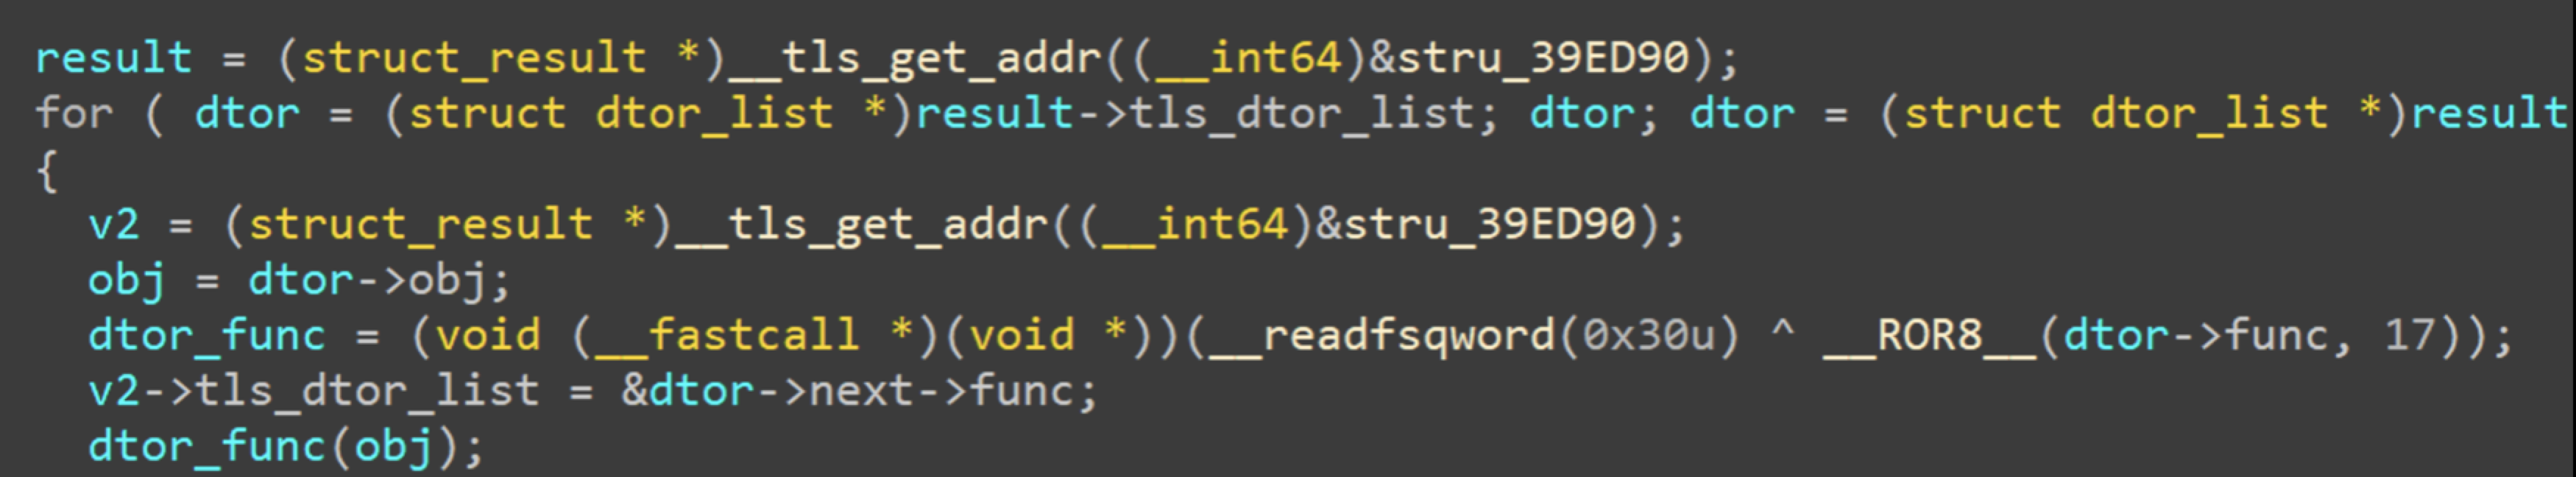 result = (struct_result *)__tls_get_addr((__int64)&stru_39ED90);
for ( dtor = (struct dtor_list *)result->tls_dtor_list; dtor; dtor = (struct dtor_list *)result
{
  v2 = (struct_result *)__tls_get_addr((__int64)&stru_39ED90);
  obj = dtor->obj;
  dtor_func = (void (__fastcall *)(void *))(__readfsqword(0x30u) ^ __ROR8__(dtor->func, 17));
  v2->tls_dtor_list = &dtor->next->func;
  dtor_func(obj);